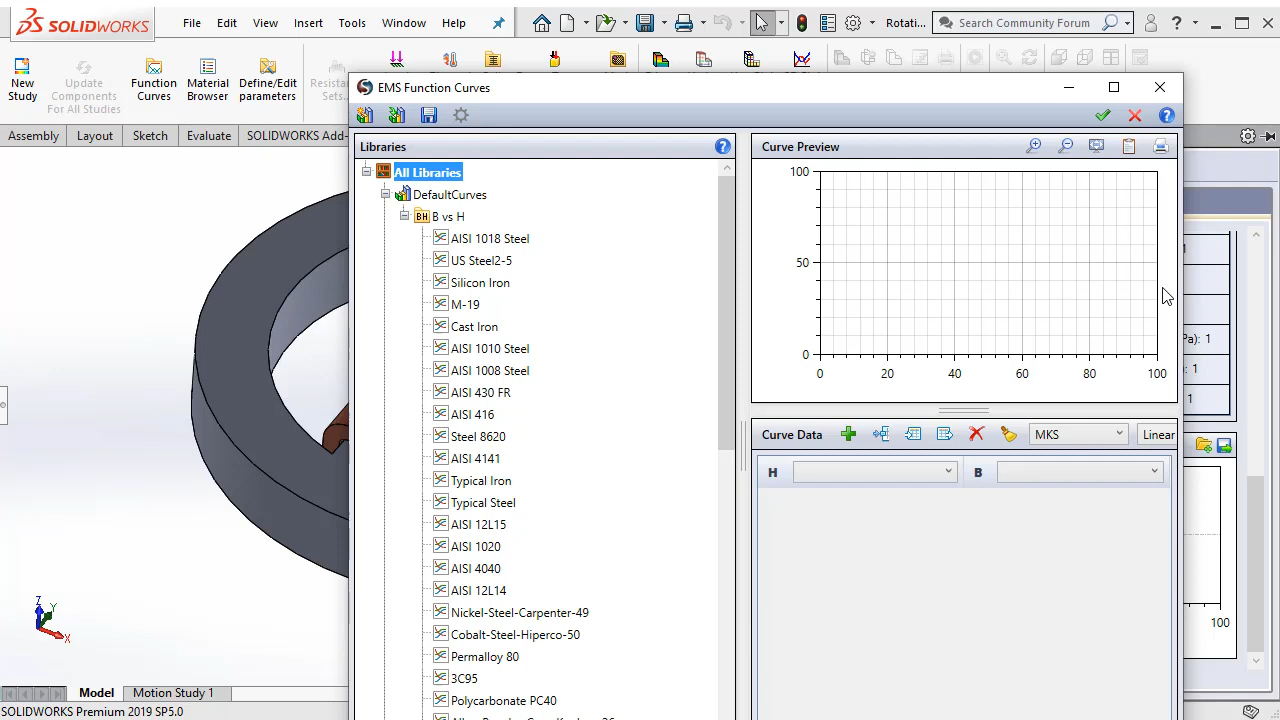 SOLIDWORKS
File Edit View Insert Tools Window Help
Rotati...
Search Community Forum
New Study
Update Components For All Studies
Function Curves
Material Browser
Define/Edit parameters
Resistance
Sets...
Assembly Layout Sketch Evaluate SOLIDWORKS Add-
EMS Function Curves
Libraries
All Libraries
DefaultCurves
BH B vs H
AISI 1018 Steel
US Steel2-5
Silicon Iron
M-19
Cast Iron
AISI 1010 Steel
AISI 1008 Steel
AISI 430 FR
AISI 416
Steel 8620
AISI 4141
Typical Iron
Typical Steel
AISI 12L15
AISI 1020
AISI 4040
AISI 12L14
Nickel-Steel-Carpenter-49
Cobalt-Steel-Hiperco-50
Permalloy 80
3C95
Polycarbonate PC40
Curve Preview
100
50
0
0 20 40 60 80 100
Curve Data MKS Linear
H B
Pa): 1
: 1
1
100
Z
Y
X
Model Motion Study 1
SOLIDWORKS Premium 2019 SP5.0